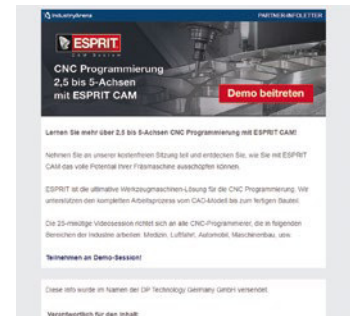 IndustryArena
PARTNER-INFOLETTER
ESPRIT
CAM System
CNC Programmierung
2,5 bis 5-Achsen
mit ESPRIT CAM
Demo beitreten
Lernen Sie mehr über 2,5 bis 5-Achsen CNC Programmierung mit ESPRIT CAM!
Nehmen Sie an unserer kostenfreien Sitzung teil und entdecken Sie, wie Sie mit ESPRIT
CAM das volle Potential Ihrer Fräsmaschine ausschöpfen können.
ESPRIT ist die ultimative Werkzeugmaschinen-Lösung für die CNC Programmierung. Wir
unterstützen den kompletten Arbeitsprozess vom CAC-Modell bis zum fertigen Bauteil.
Die 25-minütige Videosession richtet sich an alle CNC-Programmierer, die in folgenden
Bereichen der Industrie arbeiten: Medizin, Luftfahrt, Automobil, Maschinenbau, usw.
Teilnehmen an Demo-Session!
Diese Info wurde im Namen der DP Technology Germany GmbH versendet.
Verantwortlich für den Inhalt: